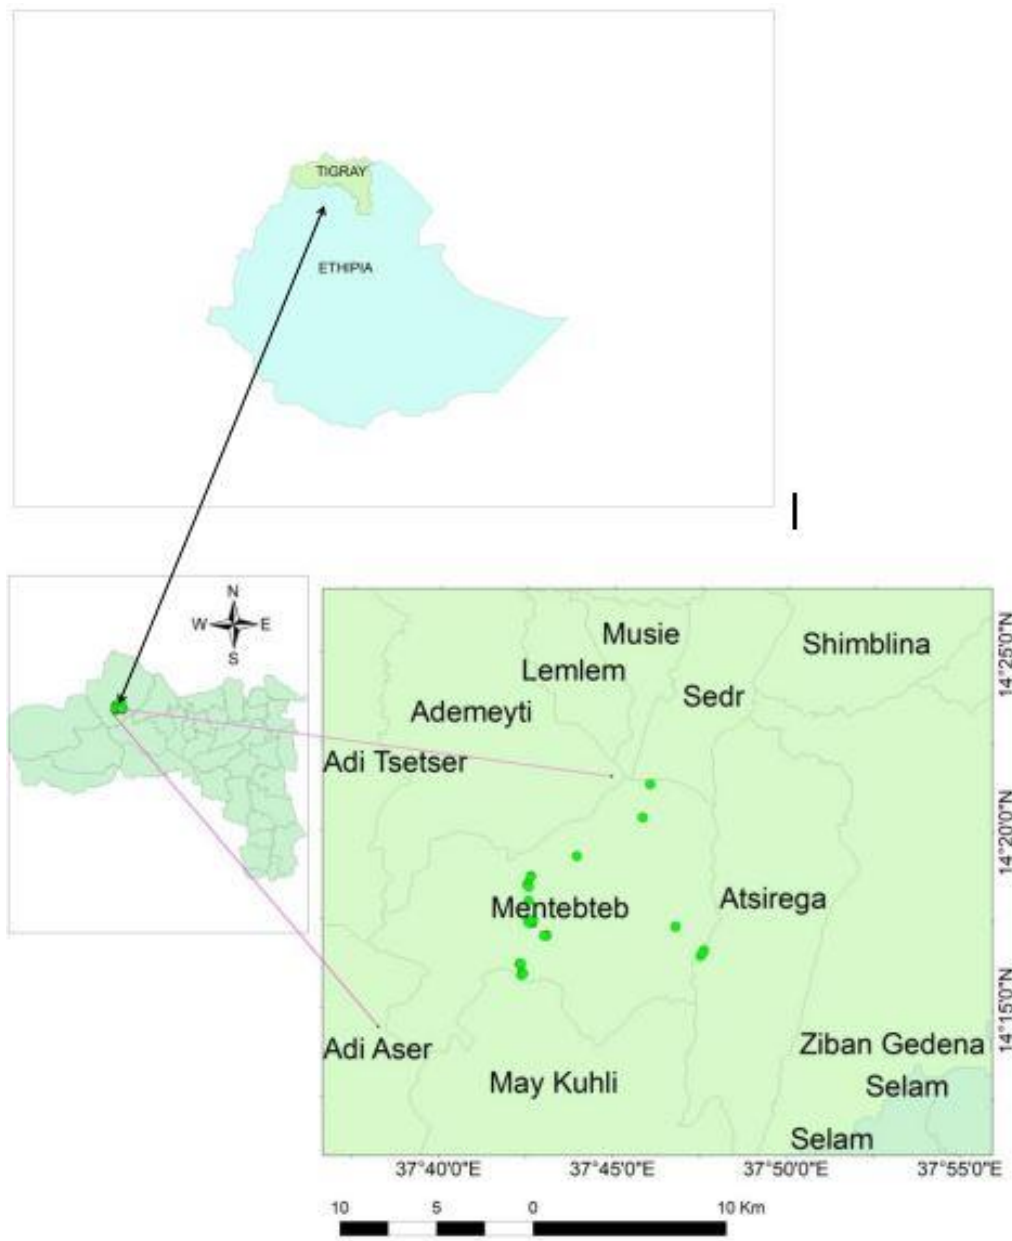 TIGRAY
ETHIPIA
N
W E
S
Musie
Shimblina
Lemlem
Sedr
Ademeyti
Adi Tsetser
Mentebteb
Atsirega
Adi Aser
May Kuhli
Ziban Gedena
Selam
Selam
14°25'0"N
14°20'0"N
14°15'0"N
37°40'0"E 37°45'0"E 37°50'0"E 37°55'0"E
10 5 0 10 Km